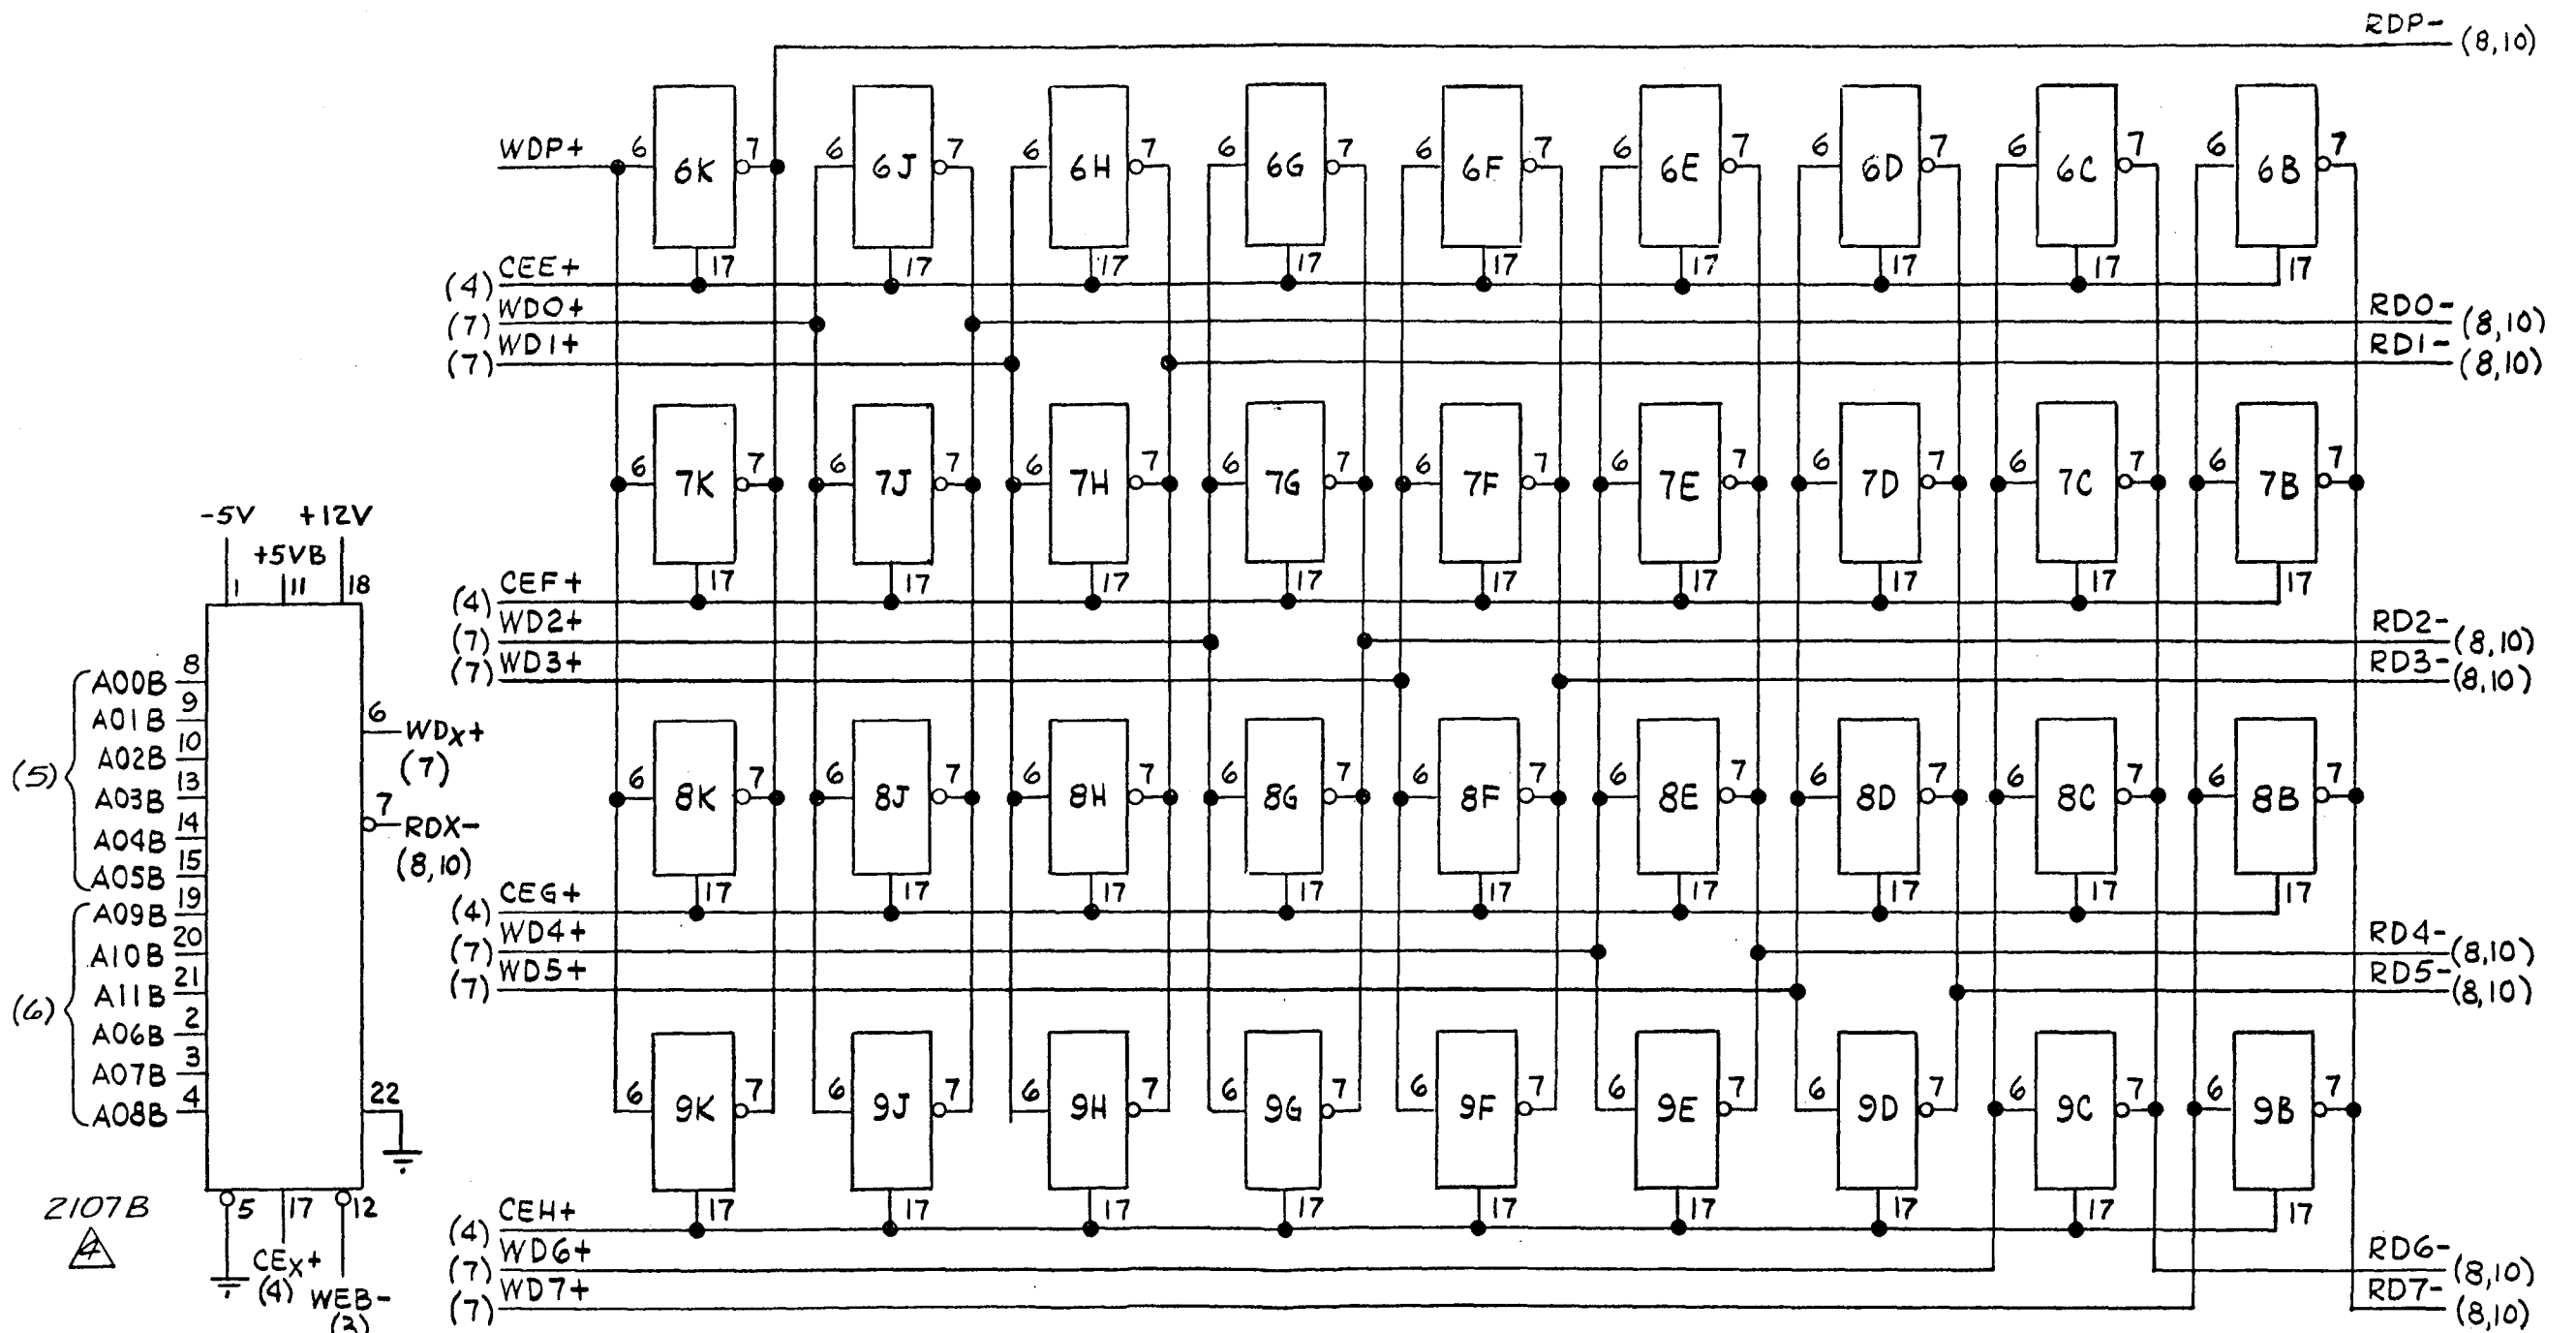 RDP- (8,10)
WDP+ 6 6K 7 6 6J 7 6 6H 7 6 6G 7 6 6F 7 6 6E 7 6 6D 7 6 6C 7 6 6B 7
17 17 17 17 17 17 17 17 17
(4) CEE+
(7) WD0+ RD0- (8,10)
(7) WD1+ RD1- (8,10)
6 7K 7 6 7J 7 6 7H 7 6 7G 7 6 7F 7 6 7E 7 6 7D 7 6 7C 7 6 7B 7
17 17 17 17 17 17 17 17 17
(4) CEF+
(7) WD2+ RD2- (8,10)
(7) WD3+ RD3- (8,10)
6 8K 7 6 8J 7 6 8H 7 6 8G 7 6 8F 7 6 8E 7 6 8D 7 6 8C 7 6 8B 7
17 17 17 17 17 17 17 17 17
(4) CEG+
(7) WD4+ RD4- (8,10)
(7) WD5+ RD5- (8,10)
6 9K 7 6 9J 7 6 9H 7 6 9G 7 6 9F 7 6 9E 7 6 9D 7 6 9C 7 6 9B 7
17 17 17 17 17 17 17 17 17
(4) CEH+
(7) WD6+ RD6- (8,10)
(7) WD7+ RD7- (8,10)
-5V +12V
+5VB
1 11 18
A00B 8
A01B 9
A02B 10
(5) A03B 13
A04B 14
A05B 15
A09B 19
A10B 20
(6) A11B 21
A06B 2
A07B 3
A08B 4
6 WDX+
(7)
7 RDX-
(8,10)
22
5 17 12
2107B
4
CEX+
(4)
WEB-
(3)